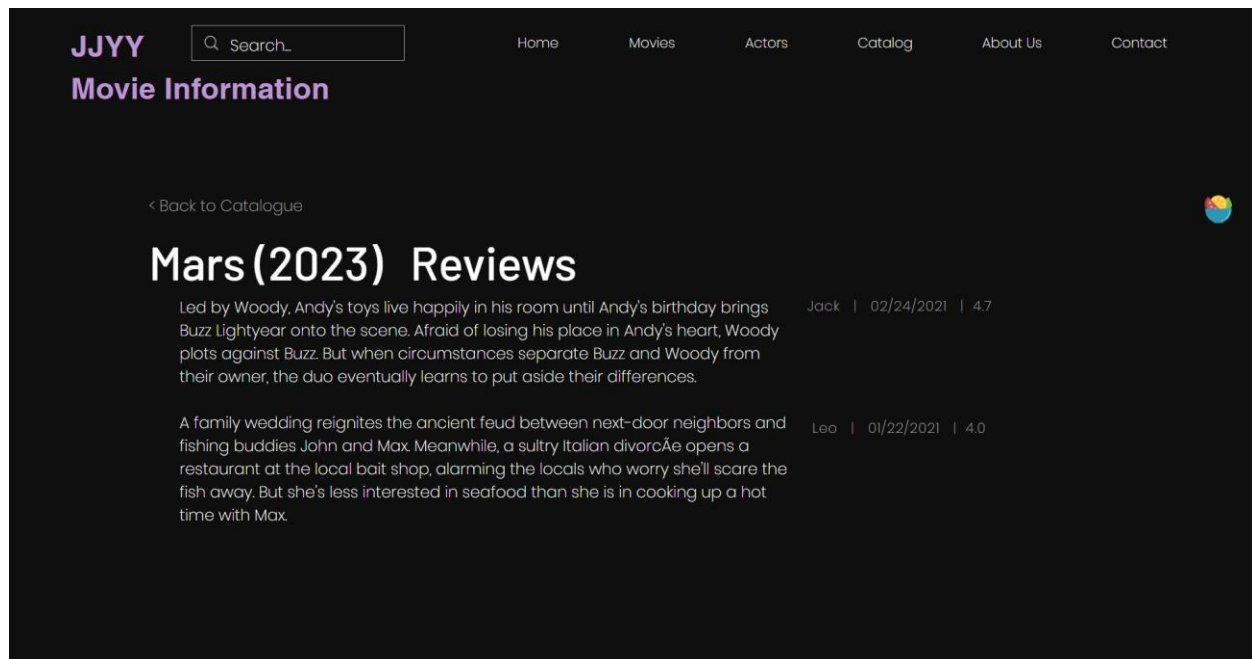 JJYY
Search...
Home
Movies
Actors
Catalog
About Us
Contact
Movie Information
< Back to Catalogue
Mars (2023) Reviews
Led by Woody, Andy's toys live happily in his room until Andy's birthday brings
Buzz Lightyear onto the scene. Afraid of losing his place in Andy's heart, Woody
plots against Buzz. But when circumstances separate Buzz and Woody from
their owner, the duo eventually learns to put aside their differences.
Jack | 02/24/2021 | 4.7
A family wedding reignites the ancient feud between next-door neighbors and
fishing buddies John and Max. Meanwhile, a sultry Italian divorcÃe opens a
restaurant at the local bait shop, alarming the locals who worry she'll scare the
fish away. But she's less interested in seafood than she is in cooking up a hot
time with Max.
Leo | 01/22/2021 | 4.0